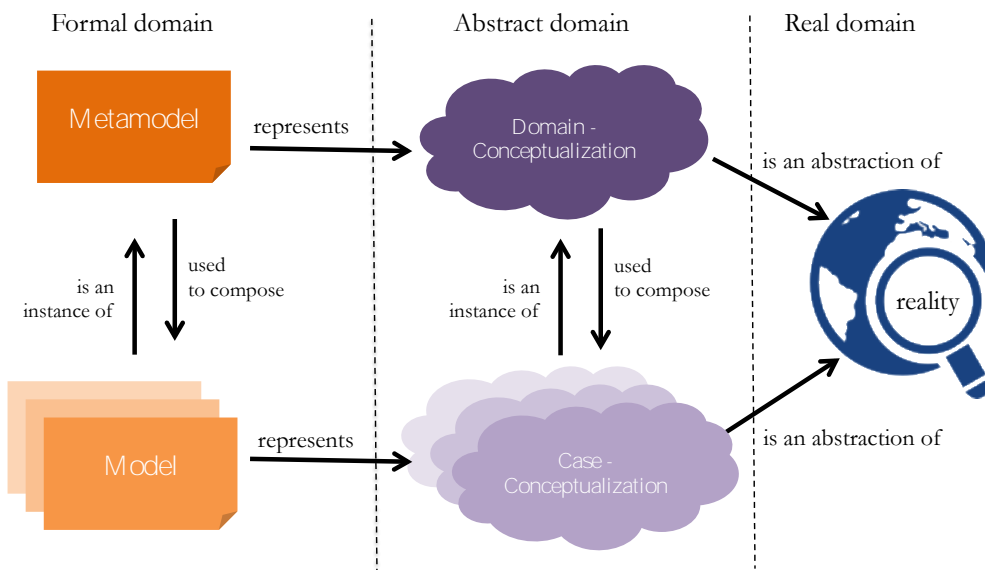 Formal domain
Abstract domain
Real domain
Metamodel
represents
Domain -
Conceptualization
is an abstraction of
is an
instance of
used
to compose
is an
instance of
used
to compose
reality
Model
represents
Case -
Conceptualization
is an abstraction of